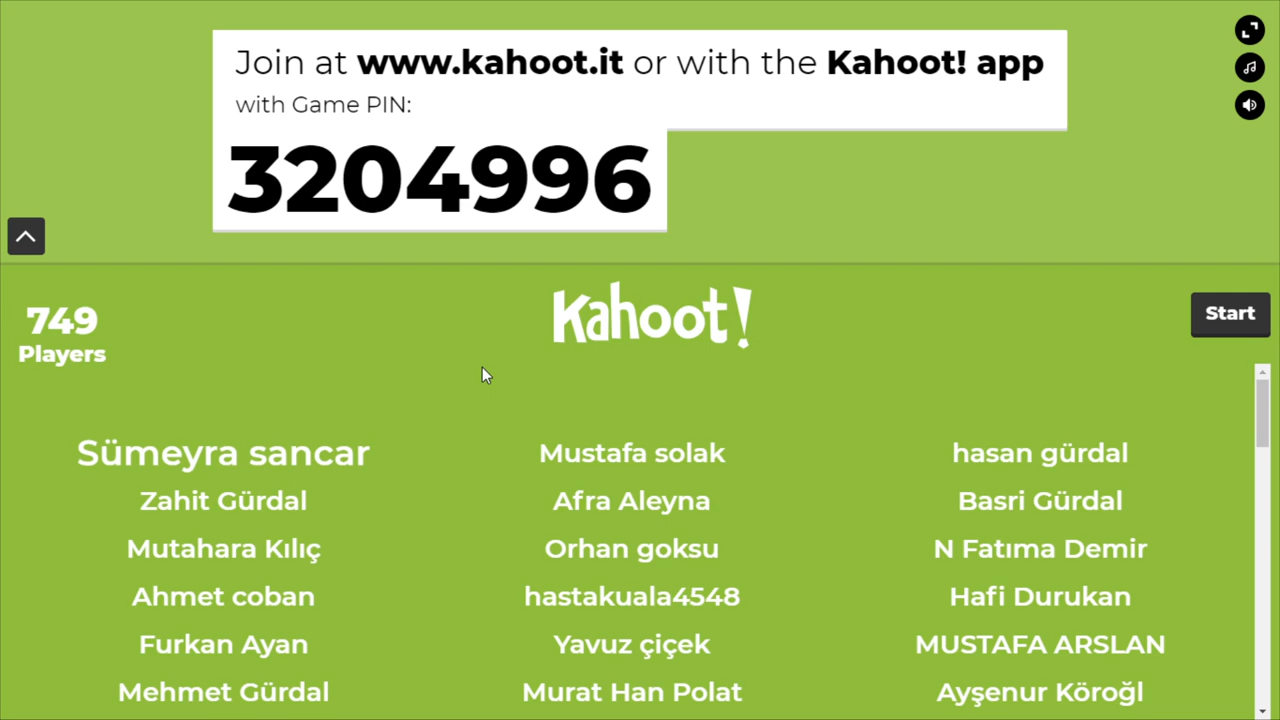 Join at www.kahoot.it or with the Kahoot! app
with Game PIN:
3204996
749
Players
Kahoot!
Start
Sümeyra sancar
Mustafa solak
hasan gürdal
Zahit Gürdal
Afra Aleyna
Basri Gürdal
Mutahara Kılıç
Orhan goksu
N Fatıma Demir
Ahmet coban
hastakuala4548
Hafi Durukan
Furkan Ayan
Yavuz çiçek
MUSTAFA ARSLAN
Mehmet Gürdal
Murat Han Polat
Ayşenur Köroğl